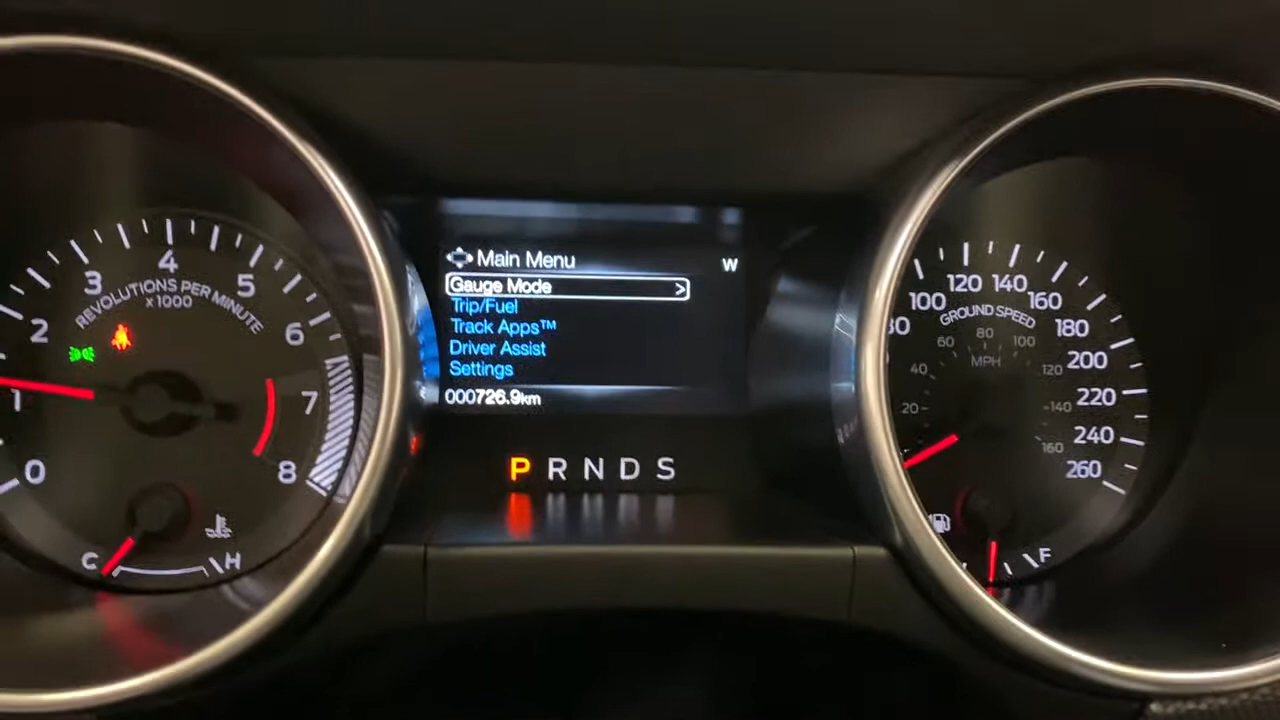 0
1
2
3
4
5
6
7
8
REVOLUTIONS PER MINUTE
x1000
C
H
Main Menu
W
Gauge Mode >
Trip/Fuel
Track Apps™
Driver Assist
Settings
000726.9km
P R N D S
100
120
140
160
180
200
220
240
260
GROUND SPEED
20
40
60
80
100
120
140
160
MPH
F